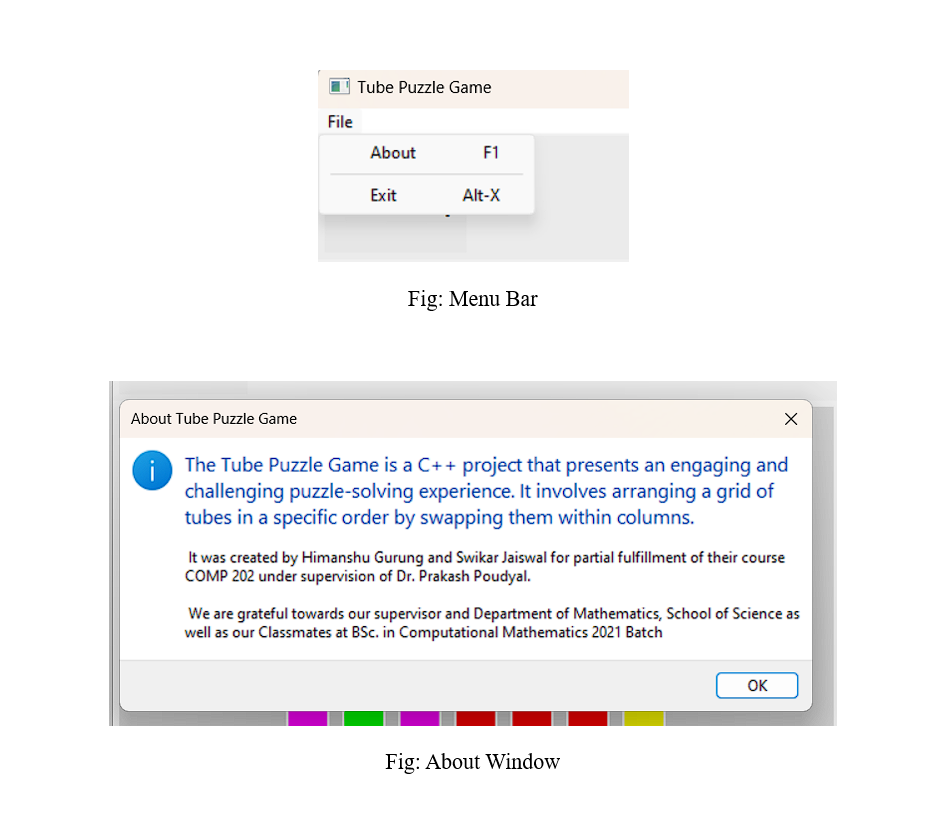 Tube Puzzle Game
File
About F1
Exit Alt-X
Fig: Menu Bar
About Tube Puzzle Game
The Tube Puzzle Game is a C++ project that presents an engaging and
challenging puzzle-solving experience. It involves arranging a grid of
tubes in a specific order by swapping them within columns.
It was created by Himanshu Gurung and Swikar Jaiswal for partial fulfillment of their course
COMP 202 under supervision of Dr. Prakash Poudyal.
We are grateful towards our supervisor and Department of Mathematics, School of Science as
well as our Classmates at BSc. in Computational Mathematics 2021 Batch
OK
Fig: About Window